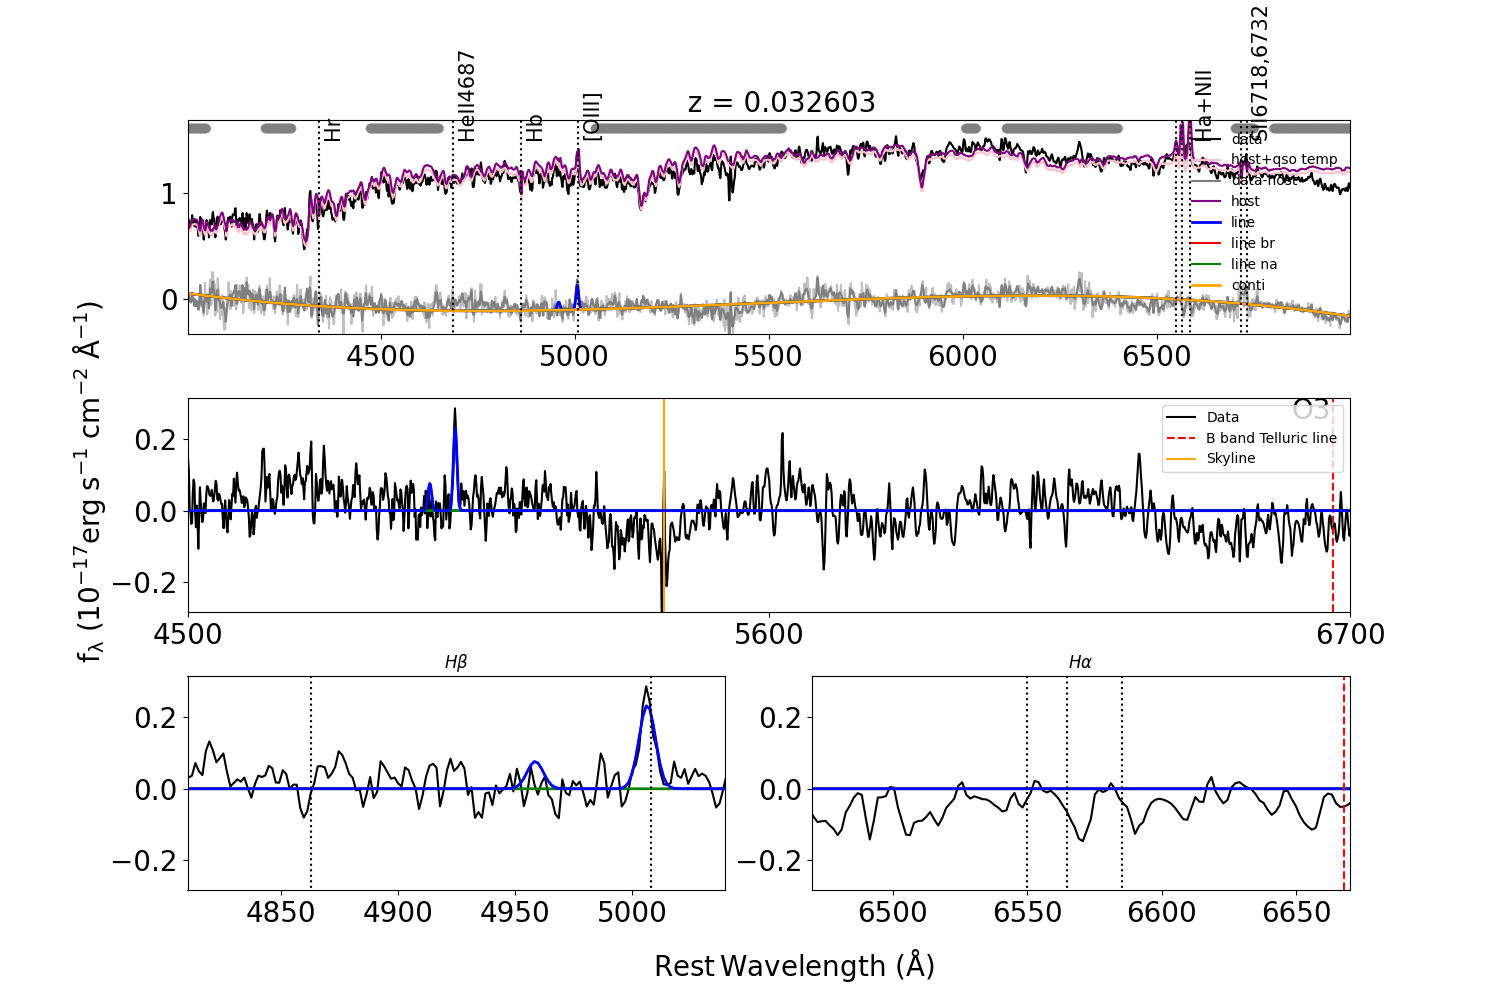 z = 0.032603
Hr
HeII4687
Hb
[OIII]
Ha+NII
SII6718,6732
data
host+qso temp
data-host
host
line
line br
line na
conti
1
0
4500 5000 5500 6000 6500
fλ (10⁻¹⁷erg s⁻¹ cm⁻² Å⁻¹)
O3
Data
B band Telluric line
Skyline
0.2
0.0
−0.2
4500 5600 6700
Hβ
0.2
0.0
−0.2
4850 4900 4950 5000
Hα
0.2
0.0
−0.2
6500 6550 6600 6650
Rest Wavelength (Å)